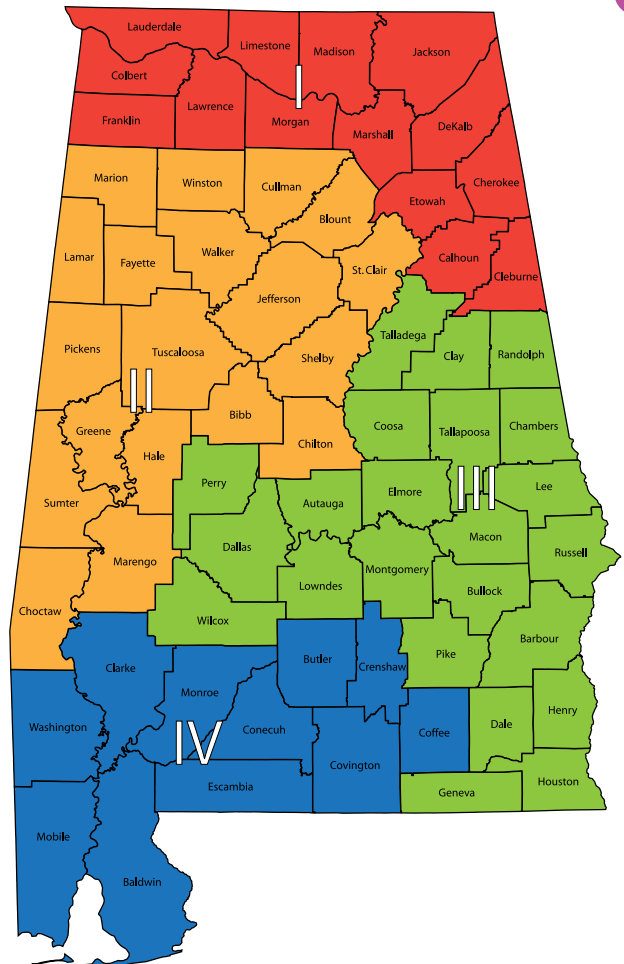 Lauderdale
Limestone
Madison
Jackson
Colbert
I
Lawrence
Franklin
Morgan
Marshall
DeKalb
Cherokee
Marion
Winston
Cullman
Etowah
Blount
Lamar
Fayette
Walker
St. Clair
Calhoun
Cleburne
Jefferson
Talladega
Pickens
Tuscaloosa
Shelby
Clay
Randolph
II
Bibb
Greene
Hale
Chilton
Coosa
Tallapoosa
Chambers
Perry
Autauga
Elmore
III
Lee
Sumter
Macon
Dallas
Marengo
Lowndes
Montgomery
Russell
Bullock
Choctaw
Wilcox
Barbour
Clarke
Butler
Crenshaw
Pike
Monroe
Washington
IV
Conecuh
Coffee
Dale
Henry
Covington
Escambia
Geneva
Houston
Mobile
Baldwin